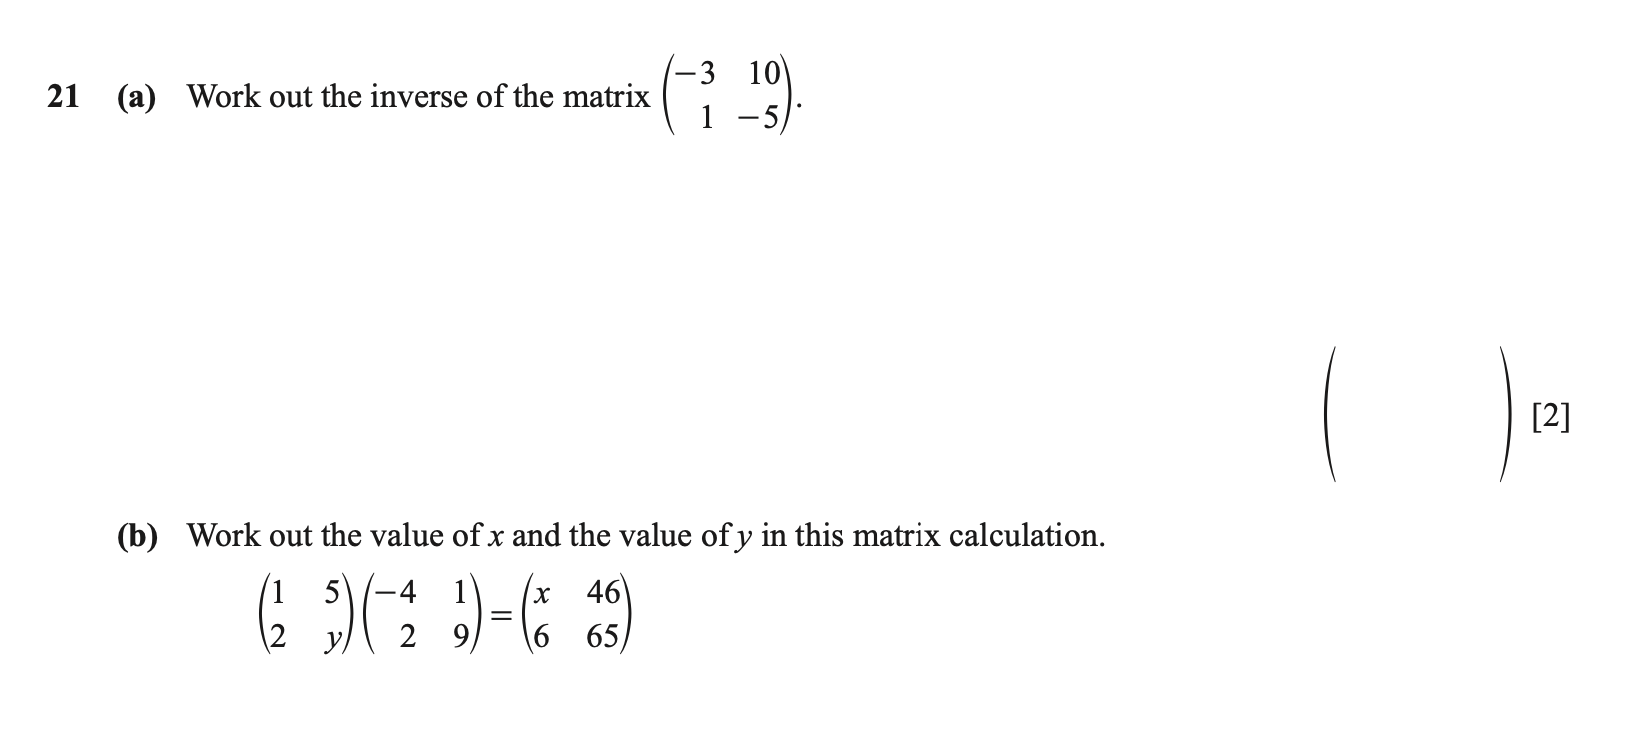 21 (a) Work out the inverse of the matrix (−3 10
1 −5).
( ) [2]
(b) Work out the value of x and the value of y in this matrix calculation.
(1 5
2 y) (−4 1
2 9) = (x 46
6 65)